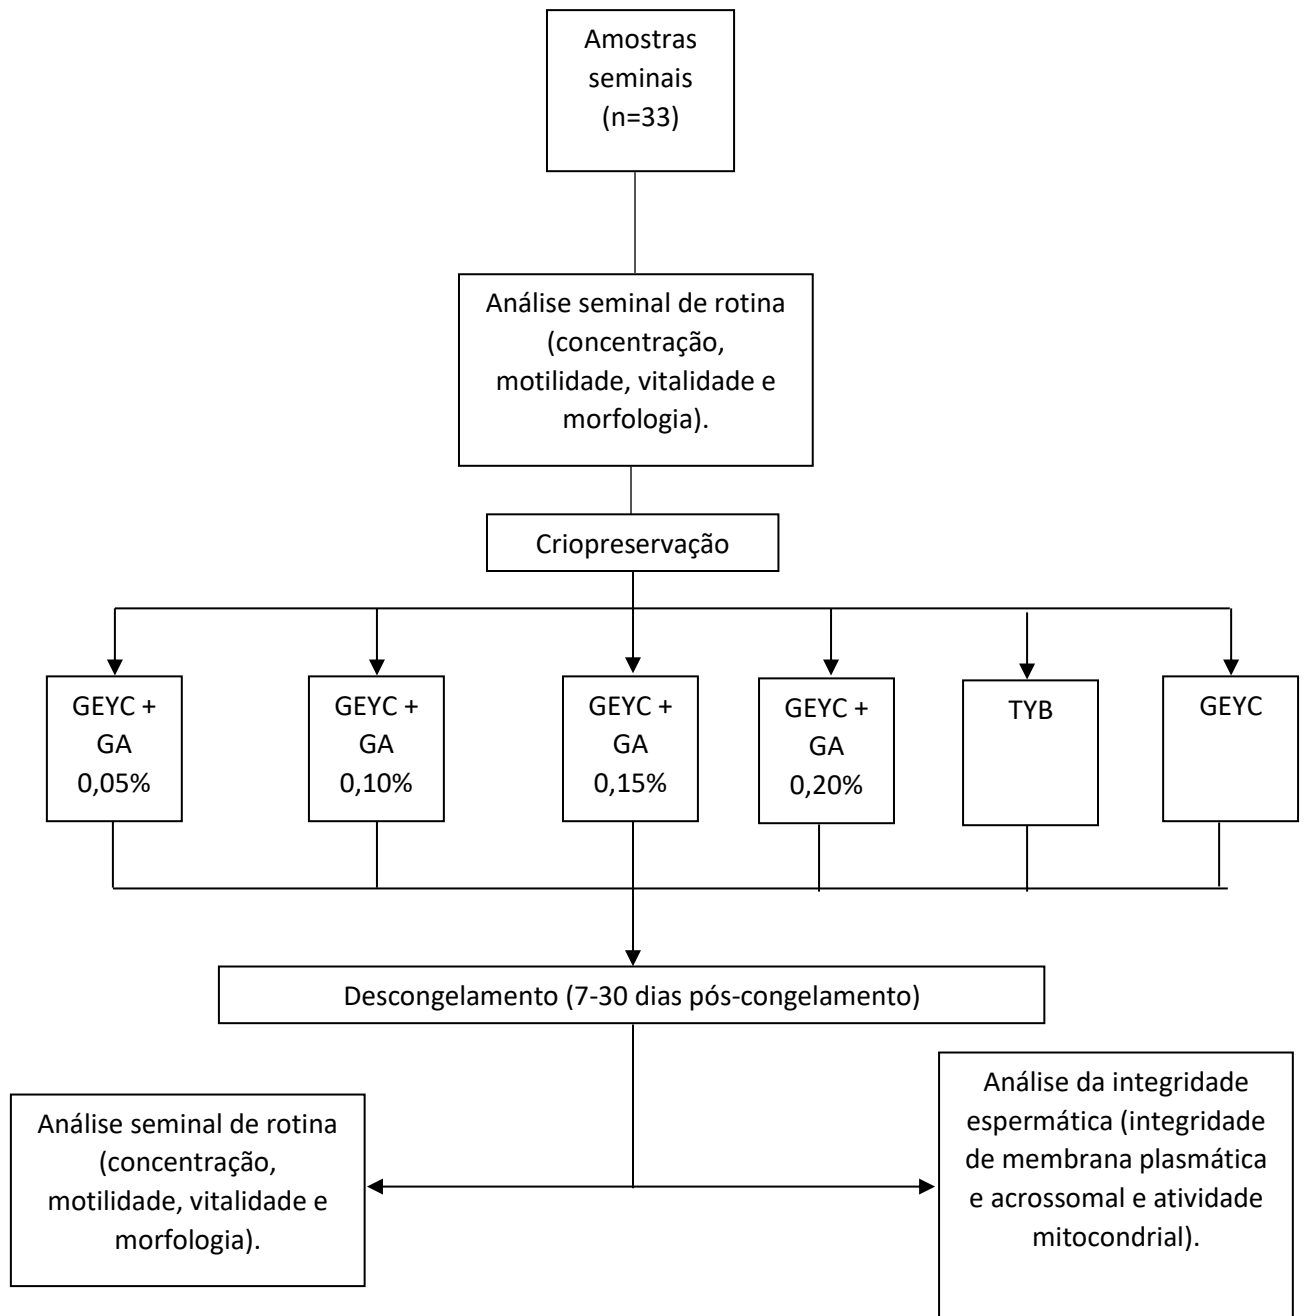 Amostras
seminais
(n=33)
Análise seminal de rotina
(concentração,
motilidade, vitalidade e
morfologia).
Criopreservação
GEYC +
GA
0,05%
GEYC +
GA
0,10%
GEYC +
GA
0,15%
GEYC +
GA
0,20%
TYB
GEYC
Descongelamento (7-30 dias pós-congelamento)
Análise seminal de rotina
(concentração,
motilidade, vitalidade e
morfologia).
Análise da integridade
espermática (integridade
de membrana plasmática
e acrossomal e atividade
mitocondrial).